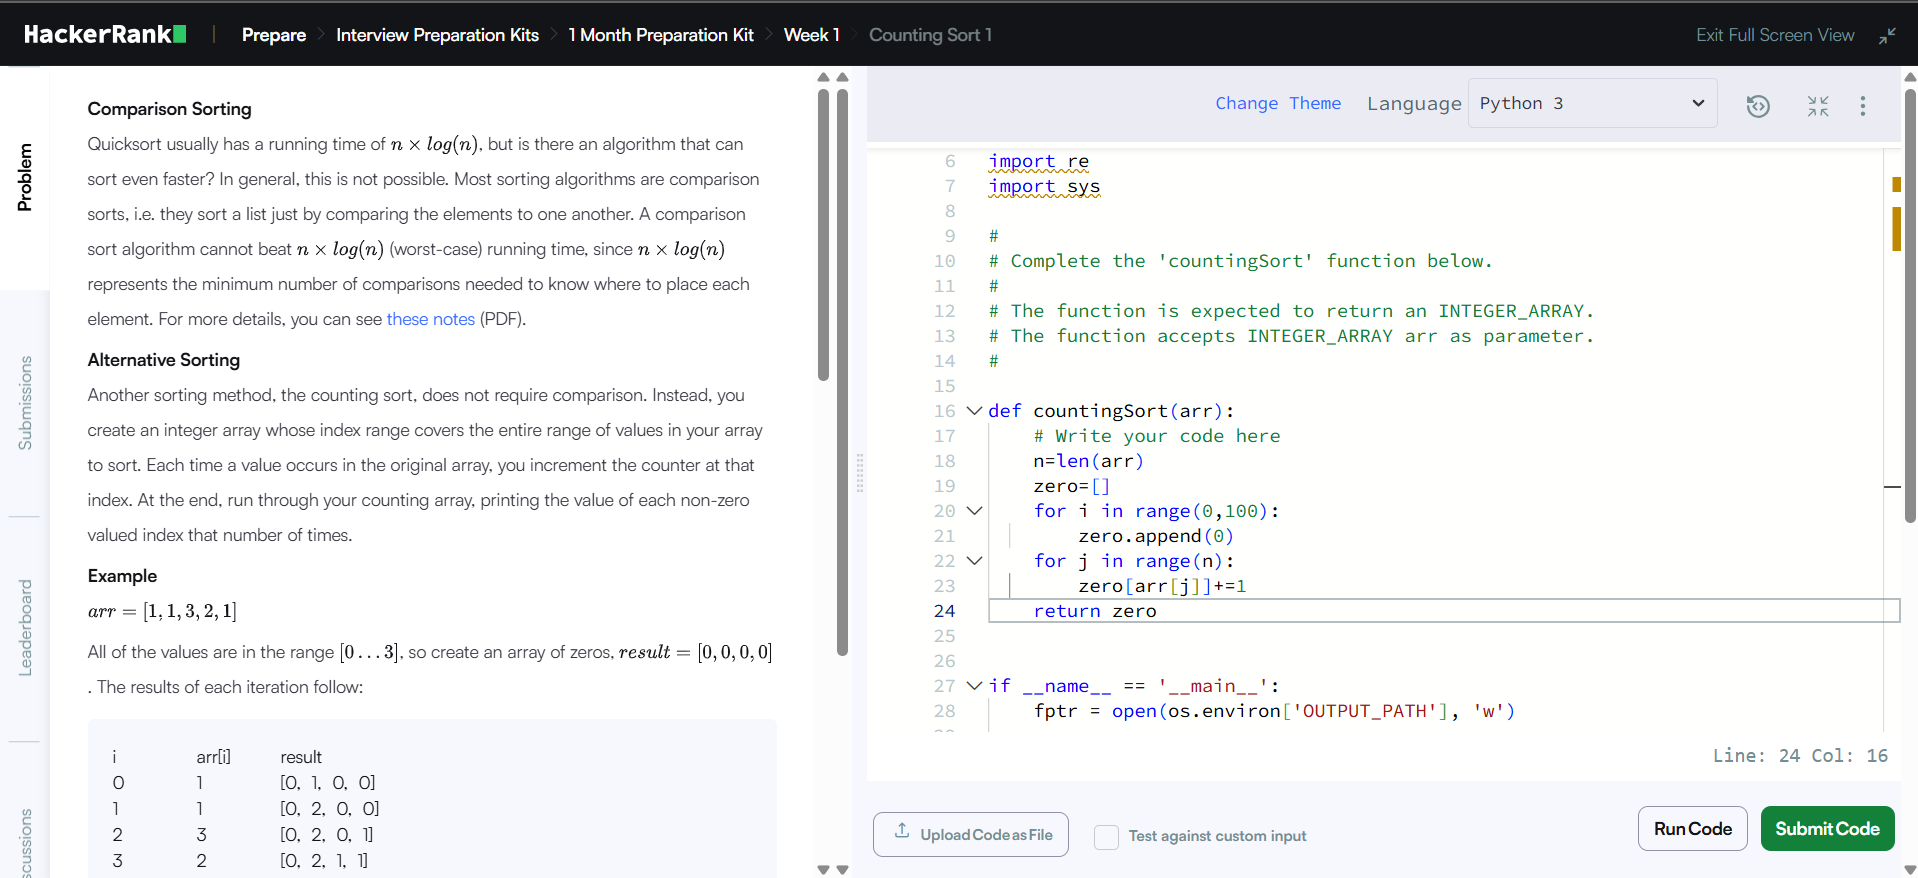 HackerRank
Prepare
Interview Preparation Kits
1 Month Preparation Kit
Week 1
Counting Sort 1
Exit Full Screen View
Problem
Submissions
Leaderboard
Comparison Sorting
Quicksort usually has a running time of n × log(n), but is there an algorithm that can
sort even faster? In general, this is not possible. Most sorting algorithms are comparison
sorts, i.e. they sort a list just by comparing the elements to one another. A comparison
sort algorithm cannot beat n × log(n) (worst-case) running time, since n × log(n)
represents the minimum number of comparisons needed to know where to place each
element. For more details, you can see these notes (PDF).
Alternative Sorting
Another sorting method, the counting sort, does not require comparison. Instead, you
create an integer array whose index range covers the entire range of values in your array
to sort. Each time a value occurs in the original array, you increment the counter at that
index. At the end, run through your counting array, printing the value of each non-zero
valued index that number of times.
Example
arr = [1, 1, 3, 2, 1]
All of the values are in the range [0 . . . 3], so create an array of zeros, result = [0, 0, 0, 0]
. The results of each iteration follow:
i arr[i] result
0 1 [0, 1, 0, 0]
1 1 [0, 2, 0, 0]
2 3 [0, 2, 0, 1]
3 2 [0, 2, 1, 1]
Change Theme Language Python 3
6 import re
7 import sys
8
9 #
10 # Complete the 'countingSort' function below.
11 #
12 # The function is expected to return an INTEGER_ARRAY.
13 # The function accepts INTEGER_ARRAY arr as parameter.
14 #
15
16 def countingSort(arr):
17 # Write your code here
18 n=len(arr)
19 zero=[]
20 for i in range(0,100):
21 zero.append(0)
22 for j in range(n):
23 zero[arr[j]]+=1
24 return zero
25
26
27 if __name__ == '__main__':
28 fptr = open(os.environ['OUTPUT_PATH'], 'w')
Line: 24 Col: 16
Upload Code as File
Test against custom input
Run Code
Submit Code